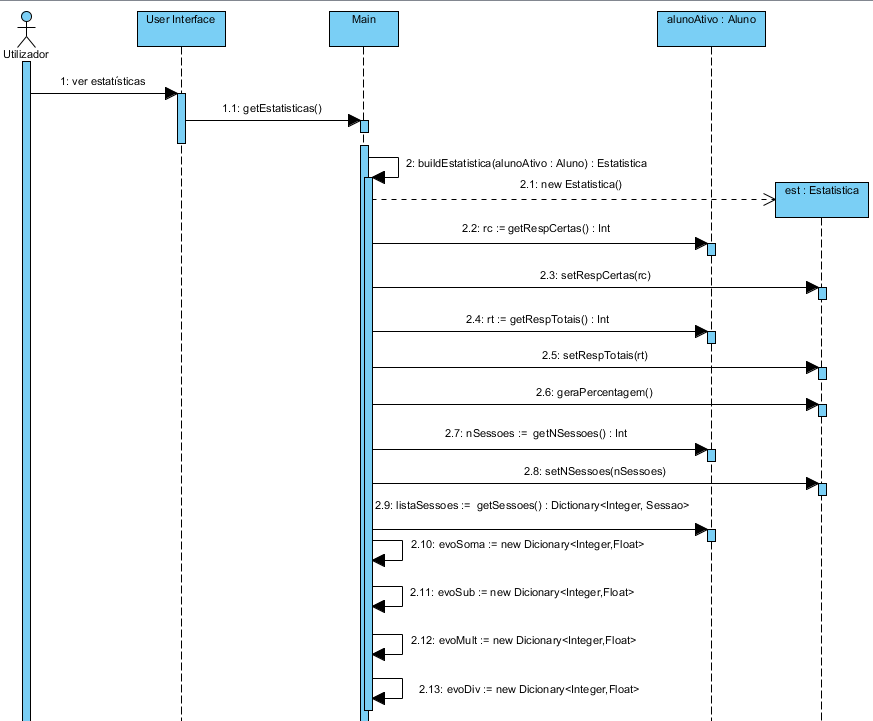 User Interface
Main
alunoAtivo : Aluno
Utilizador
1: ver estatísticas
1.1: getEstatisticas()
2: buildEstatistica(alunoAtivo : Aluno) : Estatistica
2.1: new Estatistica()
est : Estatistica
2.2: rc := getRespCertas() : Int
2.3: setRespCertas(rc)
2.4: rt := getRespTotais() : Int
2.5: setRespTotais(rt)
2.6: geraPercentagem()
2.7: nSessoes := getNSessoes() : Int
2.8: setNSessoes(nSessoes)
2.9: listaSessoes := getSessoes() : Dictionary<Integer, Sessao>
2.10: evoSoma := new Dicionary<Integer,Float>
2.11: evoSub := new Dicionary<Integer,Float>
2.12: evoMult := new Dicionary<Integer,Float>
2.13: evoDiv := new Dicionary<Integer,Float>